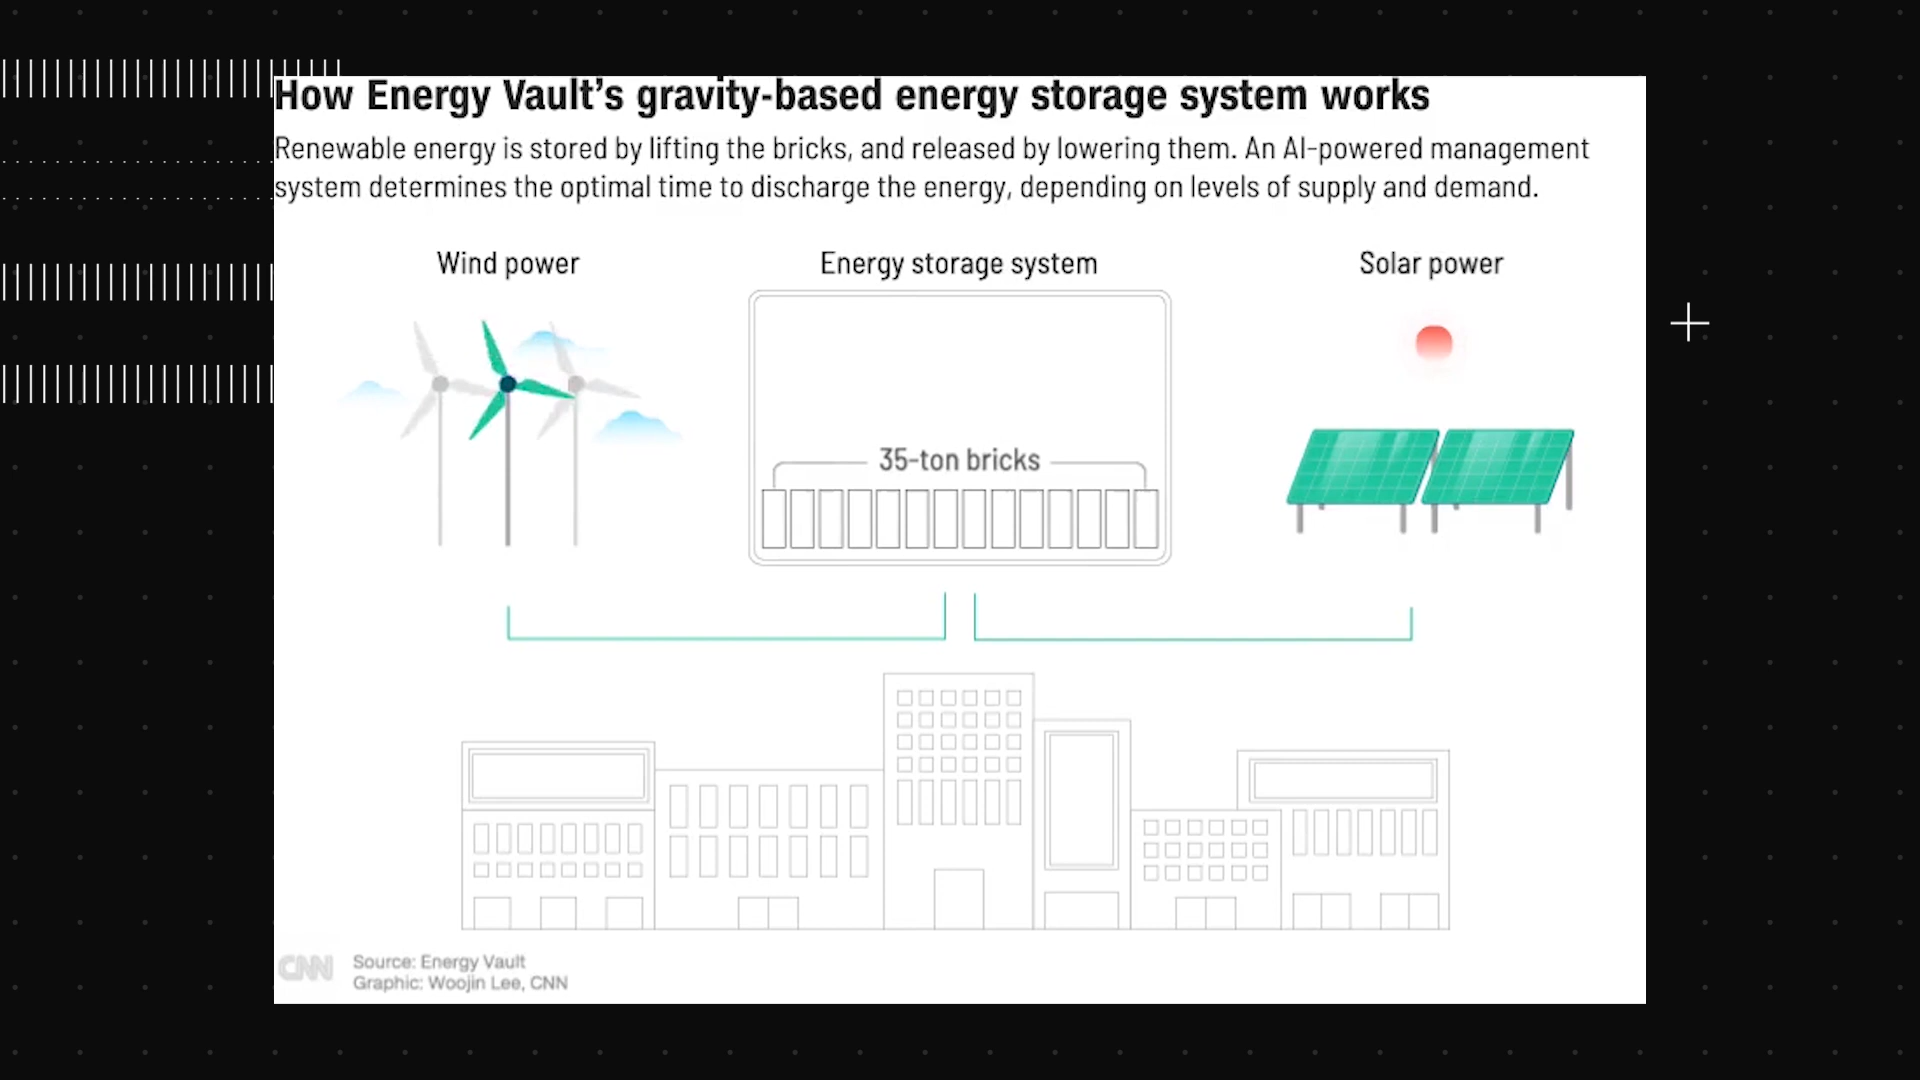 How Energy Vault's gravity-based energy storage system works
Renewable energy is stored by lifting the bricks, and released by lowering them. An AI-powered management
system determines the optimal time to discharge the energy, depending on levels of supply and demand.
Wind power
Energy storage system
Solar power
35-ton bricks
CNN
Source: Energy Vault
Graphic: Woojin Lee, CNN